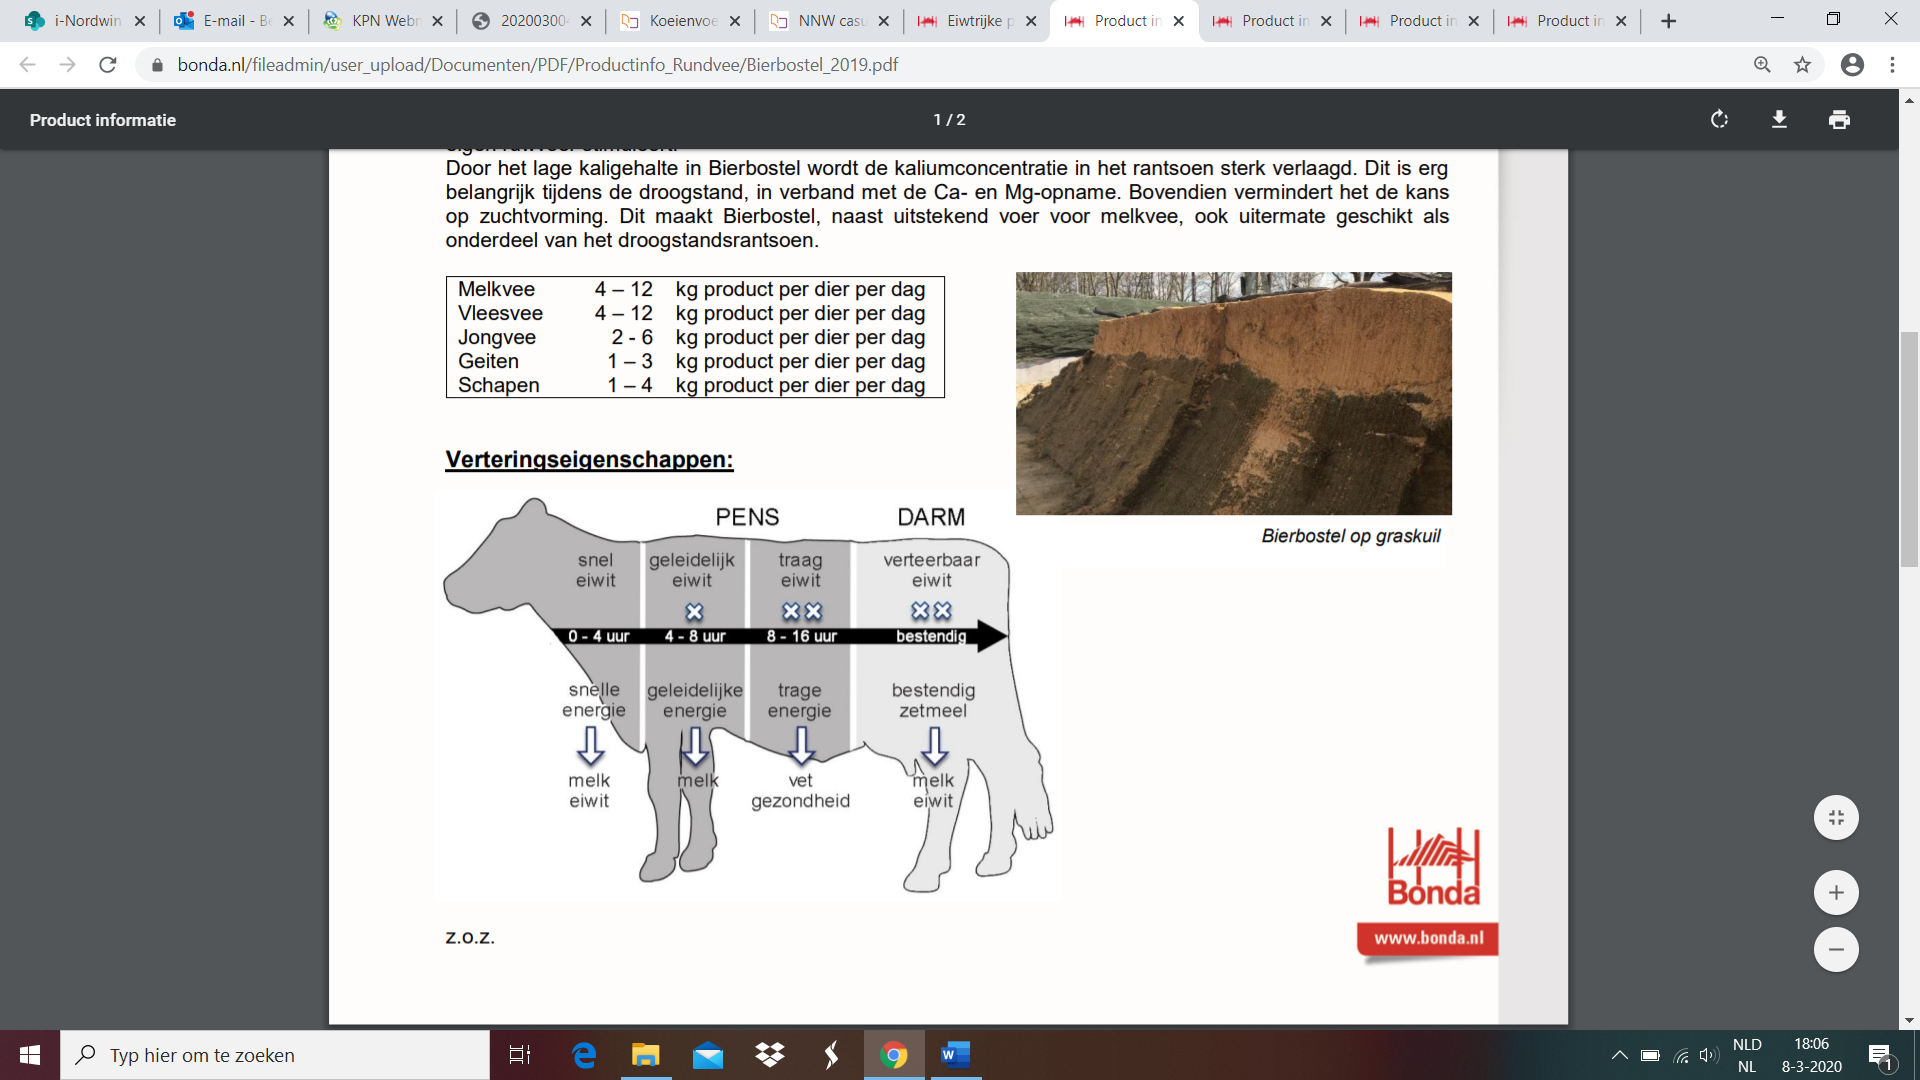 i-Nordwin
E-mail - Be
KPN Webm
202003004
Koeienvoe
NNW casu
Eiwtrijke p
Product in
Product in
Product in
Product in
bonda.nl/fileadmin/user_upload/Documenten/PDF/Productinfo_Rundvee/Bierbostel_2019.pdf
Product informatie
1 / 2
Door het lage kaligehalte in Bierbostel wordt de kaliumconcentratie in het rantsoen sterk verlaagd. Dit is erg
belangrijk tijdens de droogstand, in verband met de Ca- en Mg-opname. Bovendien vermindert het de kans
op zuchtvorming. Dit maakt Bierbostel, naast uitstekend voer voor melkvee, ook uitermate geschikt als
onderdeel van het droogstandsrantsoen.
Melkvee 4 – 12 kg product per dier per dag
Vleesvee 4 – 12 kg product per dier per dag
Jongvee 2 - 6 kg product per dier per dag
Geiten 1 – 3 kg product per dier per dag
Schapen 1 – 4 kg product per dier per dag
Bierbostel op graskuil
Verteringseigenschappen:
PENS DARM
snel geleidelijk traag verteerbaar
eiwit eiwit eiwit eiwit
0 - 4 uur 4 - 8 uur 8 - 16 uur bestendig
snelle geleidelijke trage bestendig
energie energie energie zetmeel
melk melk vet melk
eiwit gezondheid eiwit
Bonda
www.bonda.nl
z.o.z.
Typ hier om te zoeken
NLD
NL
18:06
8-3-2020
1